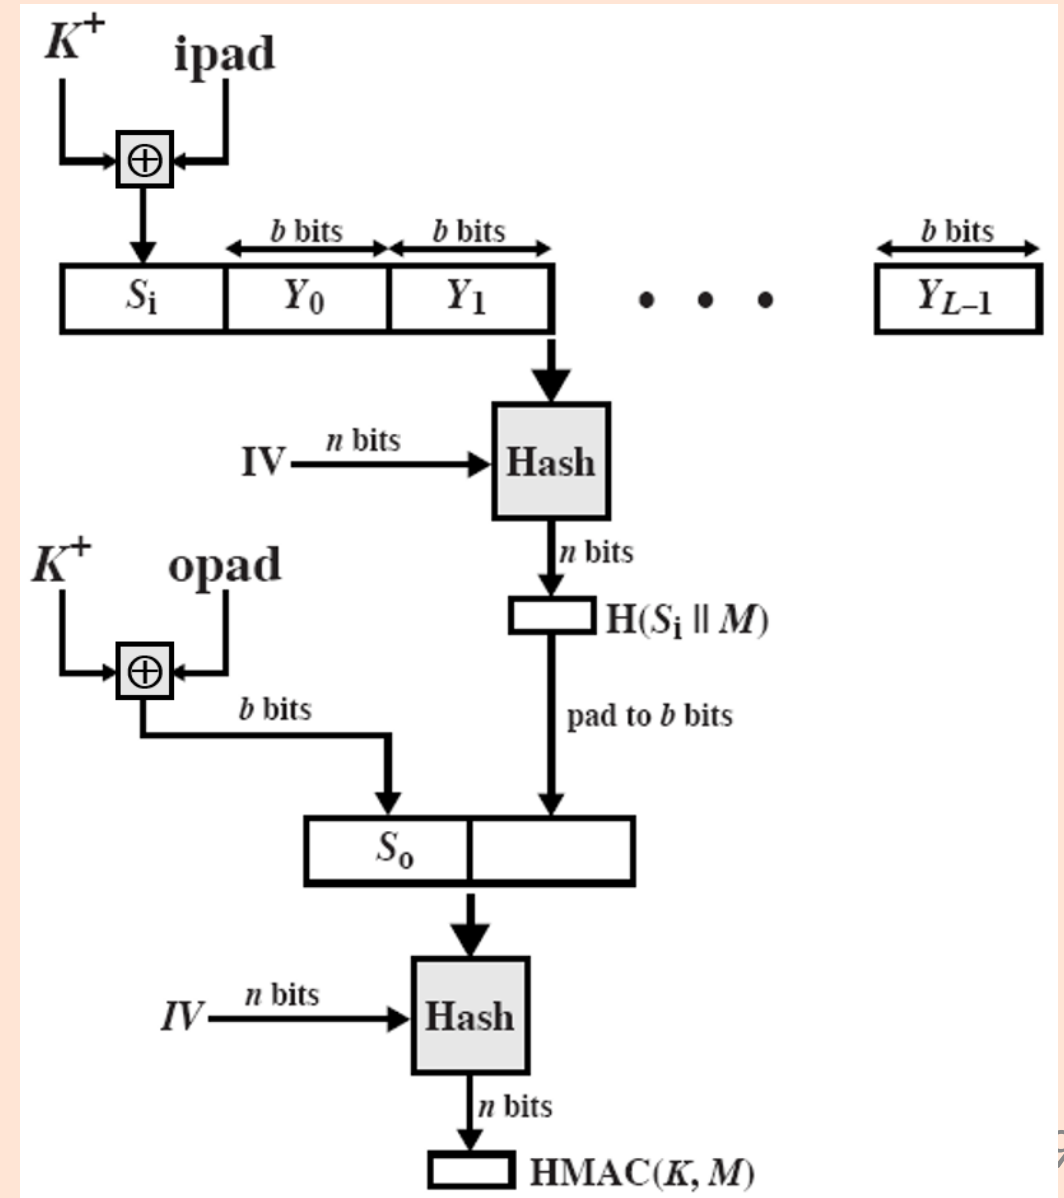 K+ ipad
⊕
b bits b bits b bits
Si Y0 Y1 • • • YL–1
IV n bits Hash
n bits
H(Si || M)
K+ opad
⊕
b bits
pad to b bits
So
IV n bits Hash
n bits
HMAC(K, M)